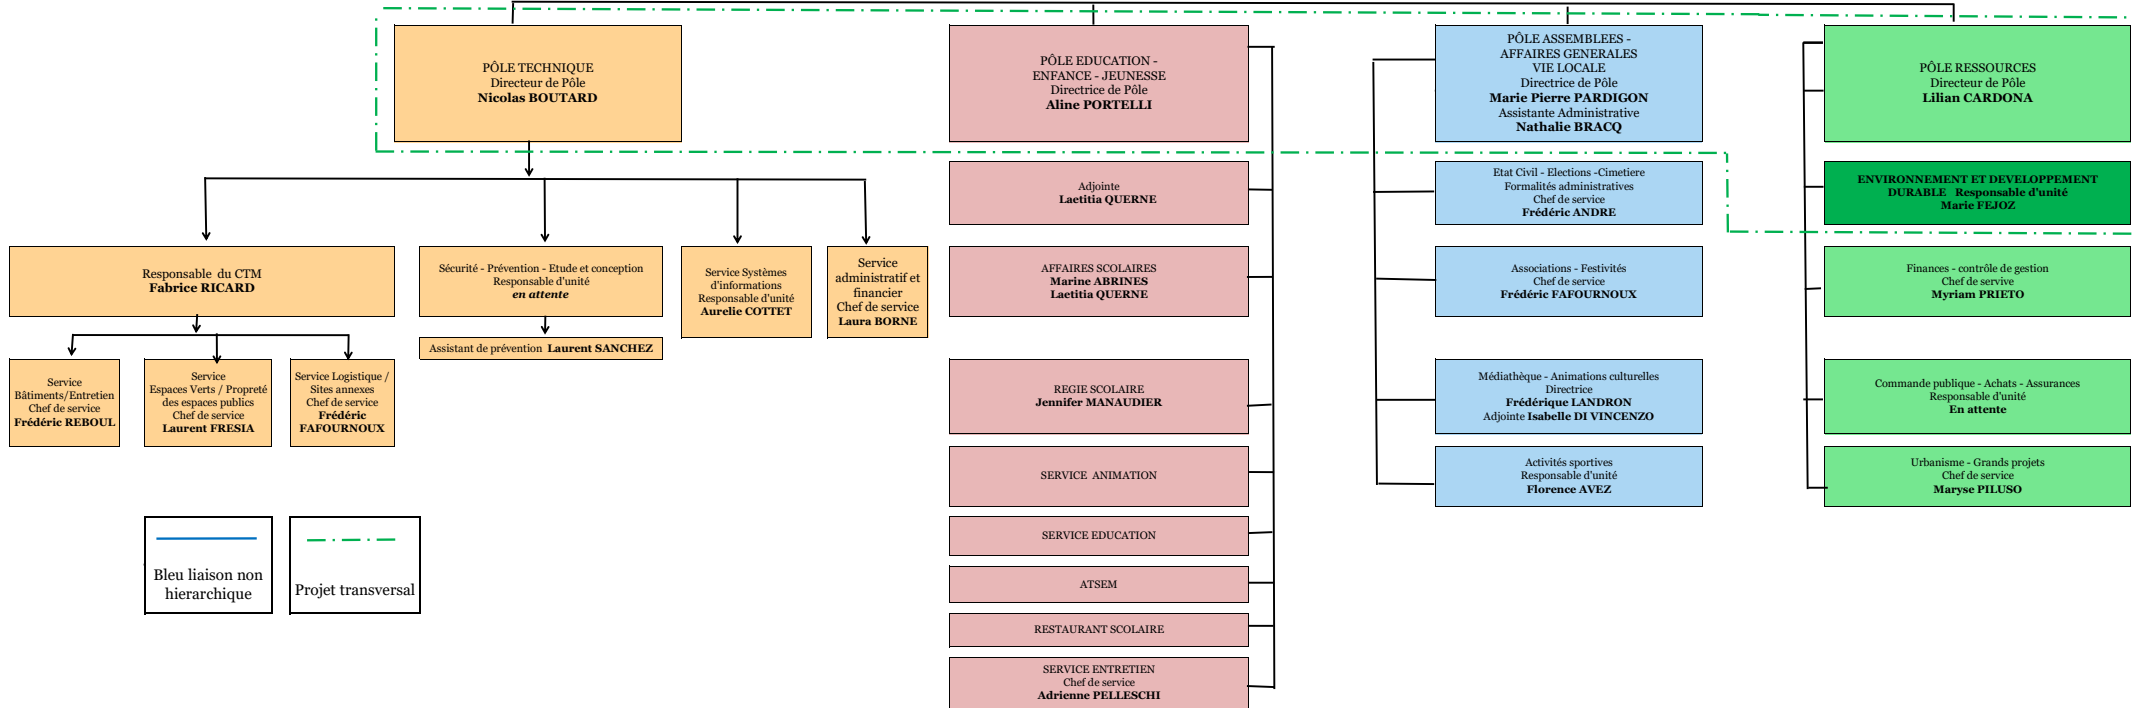 PÔLE TECHNIQUE
Directeur de Pôle
Nicolas BOUTARD
PÔLE EDUCATION -
ENFANCE - JEUNESSE
Directrice de Pôle
Aline PORTELLI
PÔLE ASSEMBLEES -
AFFAIRES GENERALES
VIE LOCALE
Directrice de Pôle
Marie Pierre PARDIGON
Assistante Administrative
Nathalie BRACQ
PÔLE RESSOURCES
Directeur de Pôle
Lilian CARDONA
Adjointe
Laetitia QUERNE
Etat Civil - Elections -Cimetiere
Formalités administratives
Chef de service
Frédéric ANDRE
ENVIRONNEMENT ET DEVELOPPEMENT
DURABLE Responsable d'unité
Marie FEJOZ
Responsable du CTM
Fabrice RICARD
Sécurité - Prévention - Etude et conception
Responsable d'unité
en attente
Service Systèmes
d'informations
Responsable d'unité
Aurelie COTTET
Service
administratif et
financier
Chef de service
Laura BORNE
AFFAIRES SCOLAIRES
Marine ABRINES
Laetitia QUERNE
Associations - Festivités
Chef de service
Frédéric FAFOURNOUX
Finances - contrôle de gestion
Chef de servive
Myriam PRIETO
Assistant de prévention Laurent SANCHEZ
Service
Bâtiments/Entretien
Chef de service
Frédéric REBOUL
Service
Espaces Verts / Propreté
des espaces publics
Chef de service
Laurent FRESIA
Service Logistique /
Sites annexes
Chef de service
Frédéric
FAFOURNOUX
REGIE SCOLAIRE
Jennifer MANAUDIER
Médiathèque - Animations culturelles
Directrice
Frédérique LANDRON
Adjointe Isabelle DI VINCENZO
Commande publique - Achats - Assurances
Responsable d'unité
En attente
SERVICE ANIMATION
Activités sportives
Responsable d'unité
Florence AVEZ
Urbanisme - Grands projets
Chef de service
Maryse PILUSO
SERVICE EDUCATION
ATSEM
RESTAURANT SCOLAIRE
SERVICE ENTRETIEN
Chef de service
Adrienne PELLESCHI
Bleu liaison non
hierarchique
Projet transversal